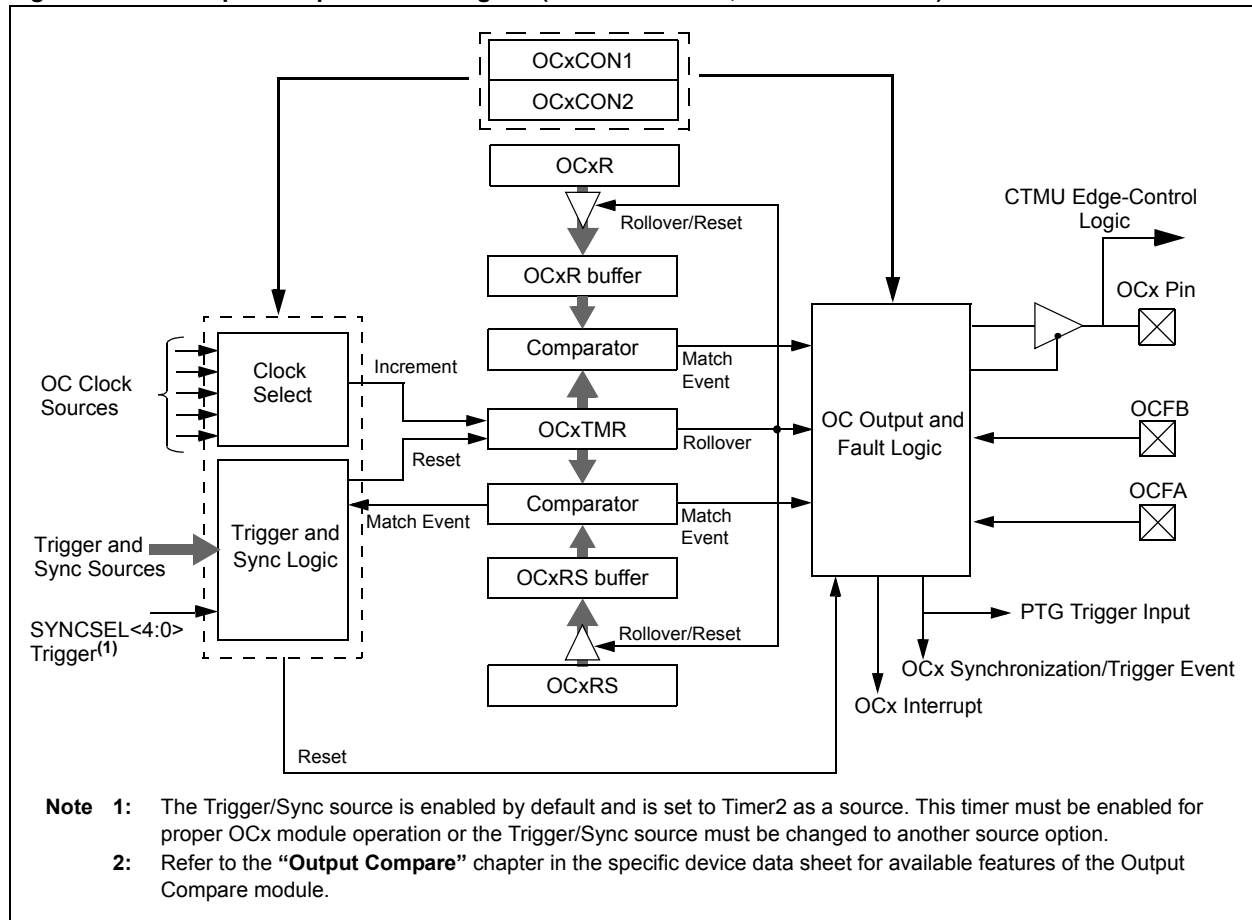 OCxCON1
OCxCON2
OCxR
Rollover/Reset
OCxR buffer
Comparator
Match
Event
Clock
Select
Increment
OC Clock
Sources
OCxTMR
Rollover
Reset
Comparator
Match Event
Match
Event
Trigger and
Sync Logic
Trigger and
Sync Sources
OCxRS buffer
SYNCSEL<4:0>
Trigger(1)
Rollover/Reset
OCxRS
Reset
OC Output and
Fault Logic
CTMU Edge-Control
Logic
OCx Pin
OCFB
OCFA
PTG Trigger Input
OCx Synchronization/Trigger Event
OCx Interrupt
Note 1: The Trigger/Sync source is enabled by default and is set to Timer2 as a source. This timer must be enabled for
proper OCx module operation or the Trigger/Sync source must be changed to another source option.
2: Refer to the “Output Compare” chapter in the specific device data sheet for available features of the Output
Compare module.